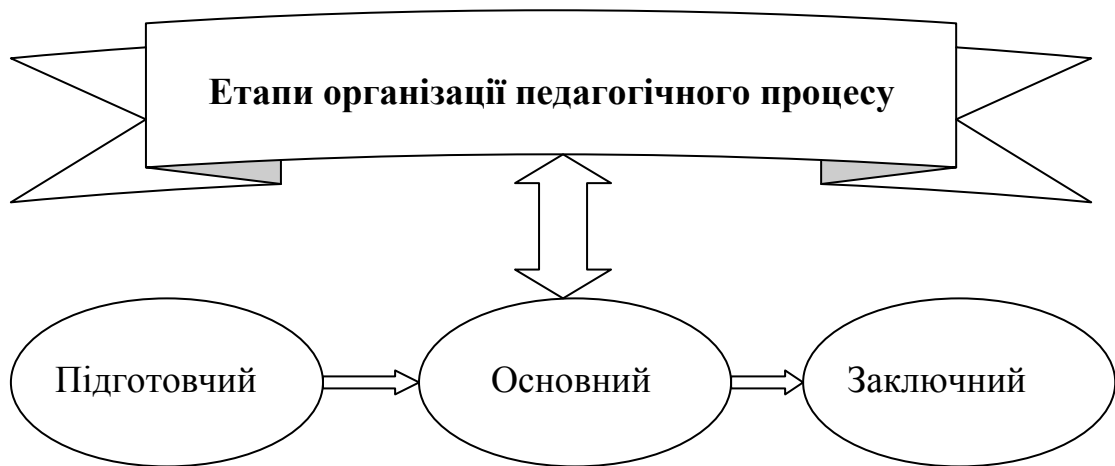 Етапи організації педагогічного процесу
Підготовчий
Основний
Заключний